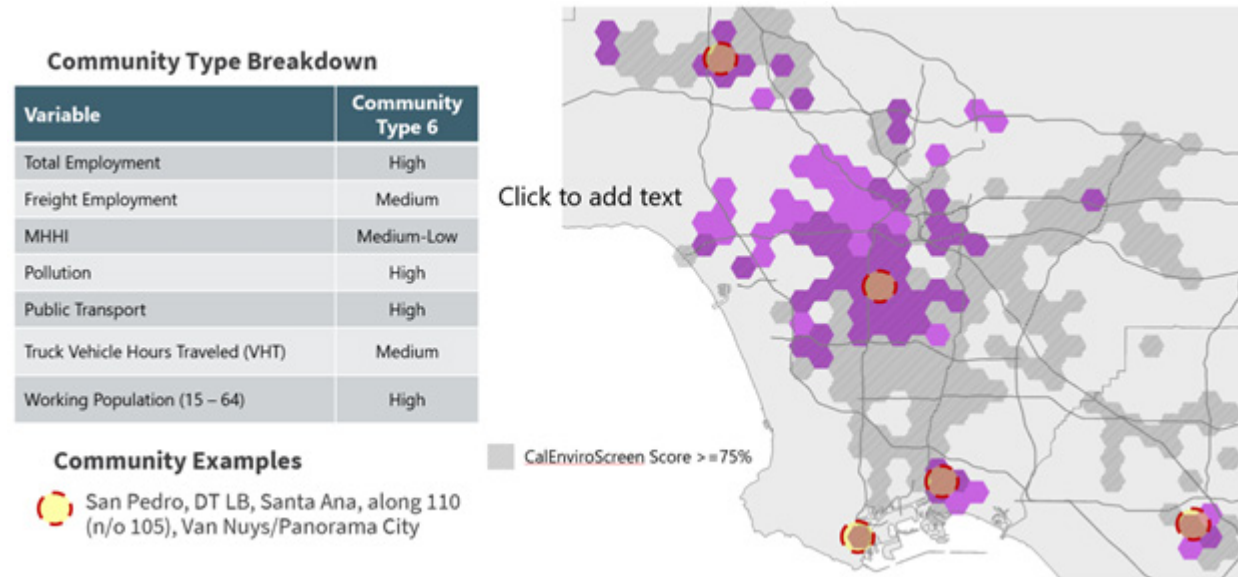 Community Type Breakdown
Variable Community Type 6
Total Employment High
Freight Employment Medium
MHHI Medium-Low
Pollution High
Public Transport High
Truck Vehicle Hours Traveled (VHT) Medium
Working Population (15 – 64) High
Click to add text
CalEnviroScreen Score >=75%
Community Examples
San Pedro, DT LB, Santa Ana, along 110
(n/o 105), Van Nuys/Panorama City